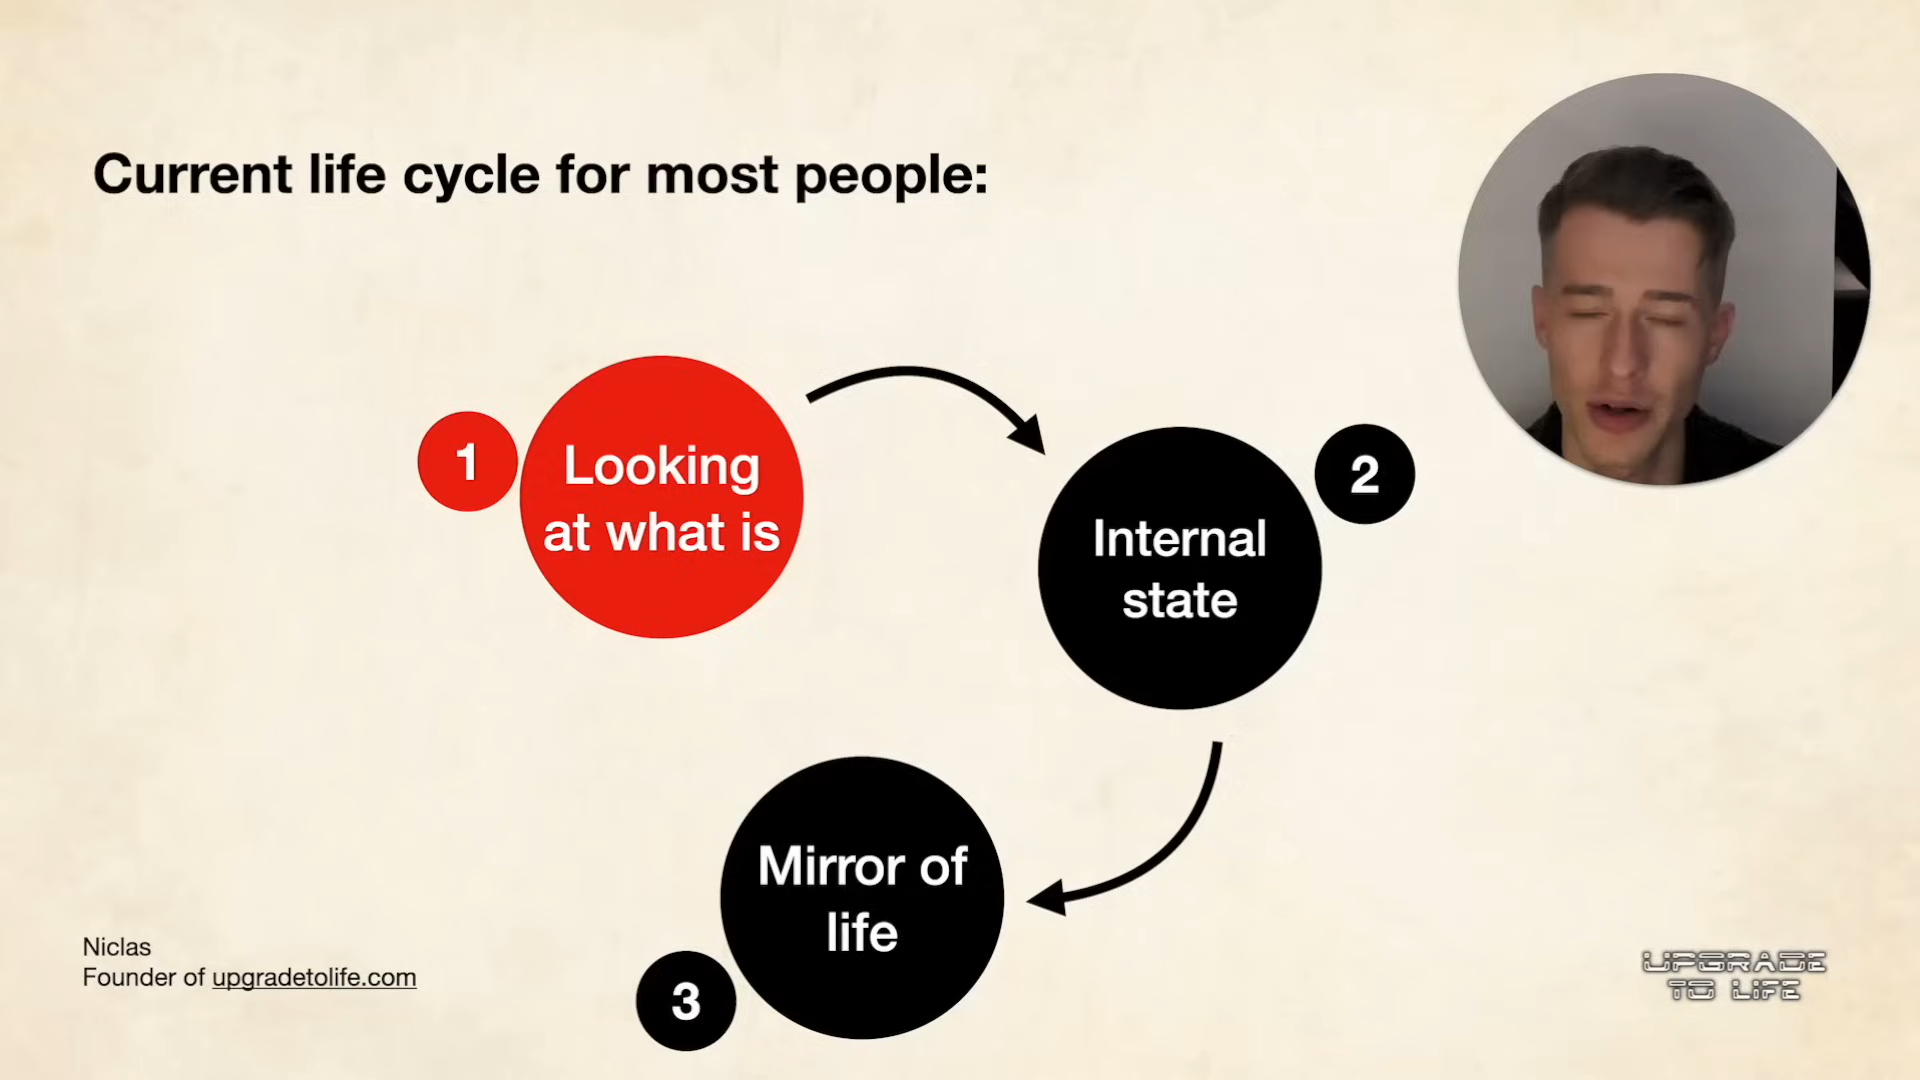 Current life cycle for most people:
1
Looking
at what is
2
Internal
state
Mirror of
life
3
Niclas
Founder of upgradetolife.com
UPGRADE
TO LIFE